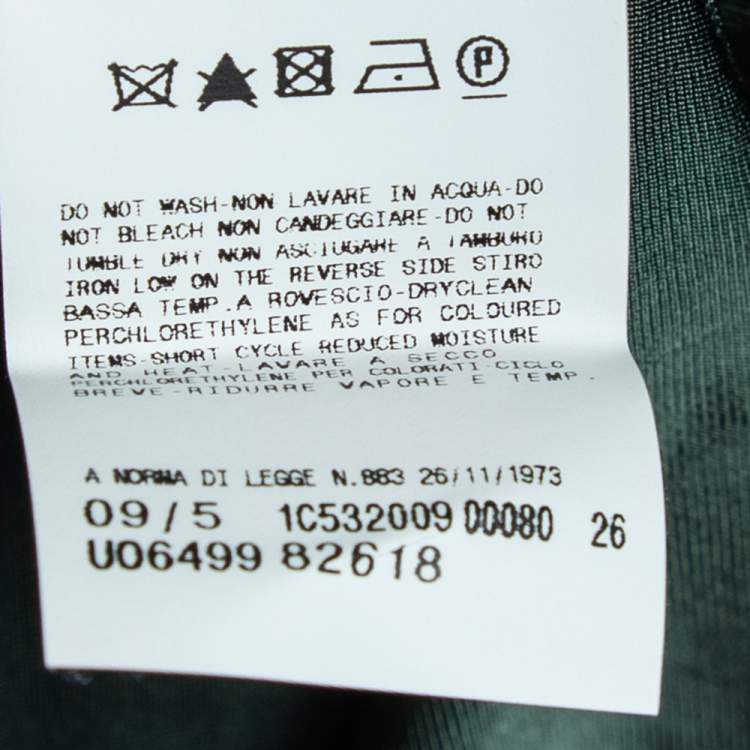 P
DO NOT WASH-NON LAVARE IN ACQUA-DO
NOT BLEACH NON CANDEGGIARE-DO NOT
TUMBLE DRY NON ASCIUGARE A TAMBURO
IRON LOW ON THE REVERSE SIDE STIRO
BASSA TEMP.A ROVESCIO-DRYCLEAN
PERCHLORETHYLENE AS FOR COLOURED
ITEMS-SHORT CYCLE REDUCED MOISTURE
AND HEAT-LAVARE A SECCO
PERCHLORETHYLENE PER COLORATI-CICLO
BREVE-RIDURRE VAPORE E TEMP.
A NORMA DI LEGGE N.883 26/11/1973
09/5 1C532009 00080 26
U06499 82618